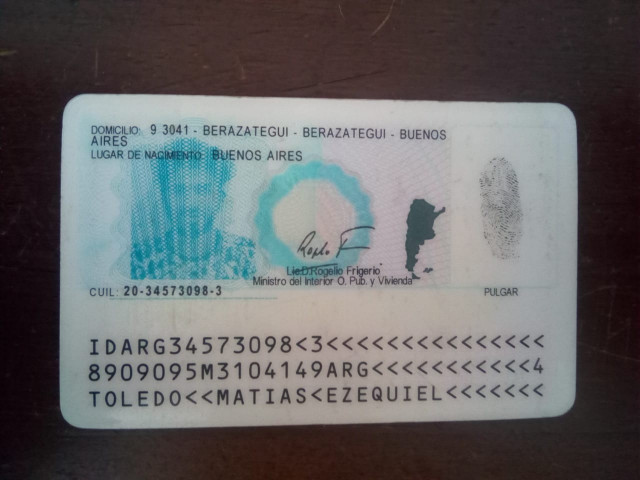 DOMICILIO: 9 3041 - BERAZATEGUI - BERAZATEGUI - BUENOS
AIRES
LUGAR DE NACIMIENTO: BUENOS AIRES
Lic.D.Rogelio Frigerio
Ministro del Interior O. Pub. y Vivienda
CUIL: 20-34573098-3
PULGAR
IDARG34573098<3<<<<<<<<<<<<<<<
8909095M3104149ARG<<<<<<<<<<<4
TOLEDO<<MATIAS<EZEQUIEL<<<<<<<